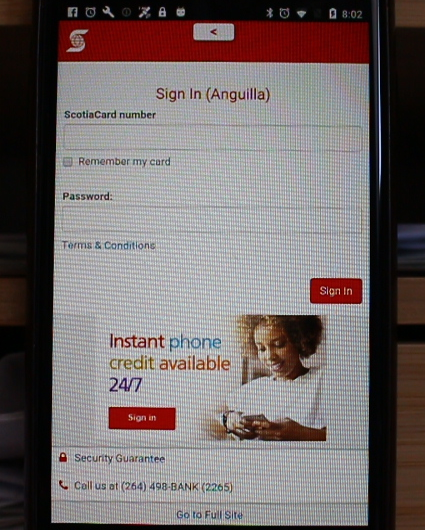 8:02
<
Sign In (Anguilla)
ScotiaCard number
Remember my card
Password:
Terms & Conditions
Sign In
Instant phone
credit available
24/7
Sign in
Security Guarantee
Call us at (264) 498-BANK (2265)
Go to Full Site